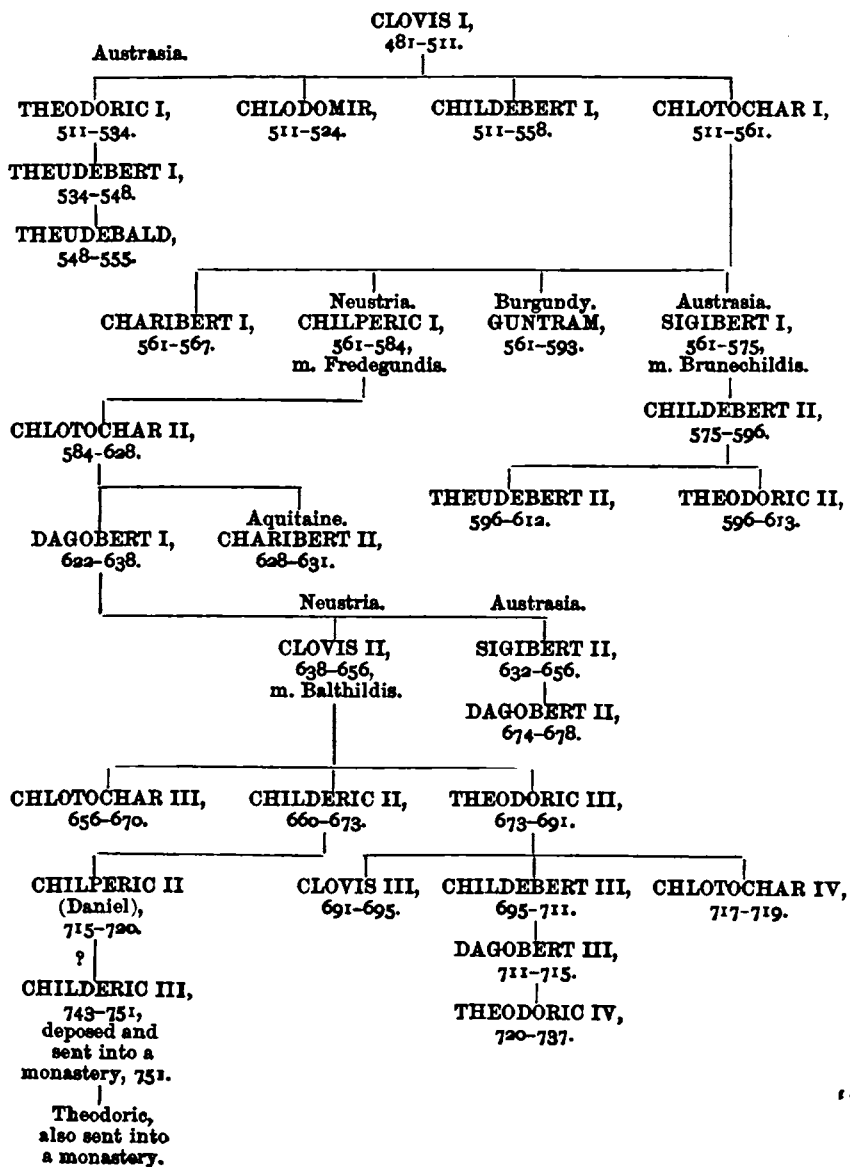 CLOVIS I,
481–511.
Austrasia.
THEODORIC I,
511–534.
CHLODOMIR,
511–524.
CHILDEBERT I,
511–558.
CHLOTOCHAR I,
511–561.
THEUDEBERT I,
534–548.
THEUDEBALD,
548–555.
CHARIBERT I,
561–567.
Neustria.
CHILPERIC I,
561–584,
m. Fredegundis.
Burgundy.
GUNTRAM,
561–593.
Austrasia.
SIGIBERT I,
561–575,
m. Brunechildis.
CHILDEBERT II,
575–596.
CHLOTOCHAR II,
584–628.
THEUDEBERT II,
596–612.
THEODORIC II,
596–613.
DAGOBERT I,
622–638.
Aquitaine.
CHARIBERT II,
628–631.
Neustria.
CLOVIS II,
638–656,
m. Balthildis.
Austrasia.
SIGIBERT II,
632–656.
DAGOBERT II,
674–678.
CHLOTOCHAR III,
656–670.
CHILDERIC II,
660–673.
THEODORIC III,
673–691.
CHILPERIC II
(Daniel),
715–720.
?
CHILDERIC III,
743–751,
deposed and
sent into a
monastery, 751.
Theodoric,
also sent into
a monastery.
CLOVIS III,
691–695.
CHILDEBERT III,
695–711.
DAGOBERT III,
711–715.
THEODORIC IV,
720–737.
CHLOTOCHAR IV,
717–719.